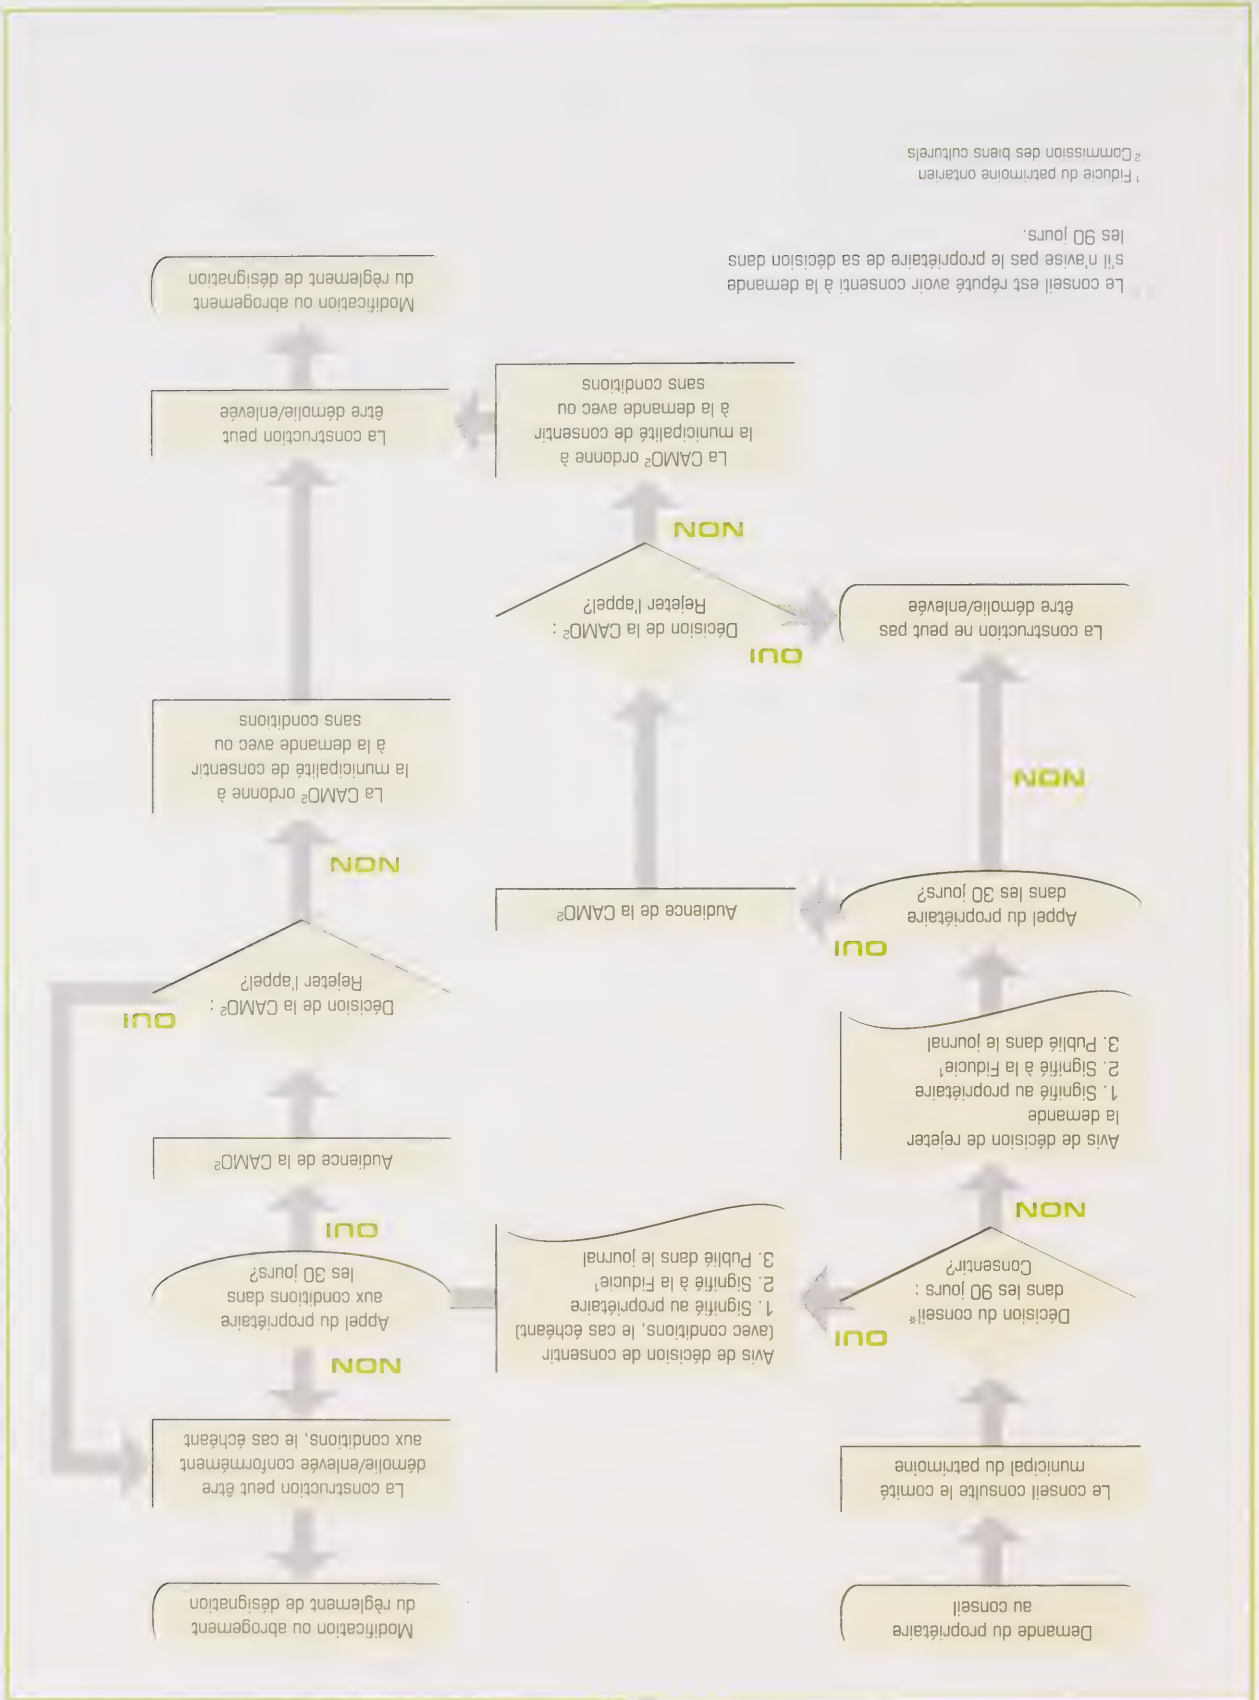 Demande du propriétaire
au conseil
Le conseil consulte le comité
municipal du patrimoine
Décision du conseil*
dans les 90 jours :
Consentir?
OUI
NON
Avis de décision de rejeter
la demande
1. Signifié au propriétaire
2. Signifié à la Fiducie¹
3. Publié dans le journal
Appel du propriétaire
dans les 30 jours?
OUI
NON
La construction ne peut pas
être démolie/enlevée
Avis de décision de consentir
(avec conditions, le cas échéant)
1. Signifié au propriétaire
2. Signifié à la Fiducie¹
3. Publié dans le journal
Audience de la CAMO²
Décision de la CAMO² :
Rejeter l'appel?
OUI
NON
La CAMO² ordonne à
la municipalité de consentir
à la demande avec ou
sans conditions
Modification ou abrogement
du règlement de désignation
La construction peut être
démolie/enlevée conformément
aux conditions, le cas échéant
NON
Appel du propriétaire
aux conditions dans
les 30 jours?
OUI
Audience de la CAMO²
Décision de la CAMO² :
Rejeter l'appel?
OUI
NON
La CAMO² ordonne à
la municipalité de consentir
à la demande avec ou
sans conditions
La construction peut
être démolie/enlevée
Modification ou abrogement
du règlement de désignation
Le conseil est réputé avoir consenti à la demande
s'il n'avise pas le propriétaire de sa décision dans
les 90 jours.
¹ Fiducie du patrimoine ontarien
² Commission des biens culturels